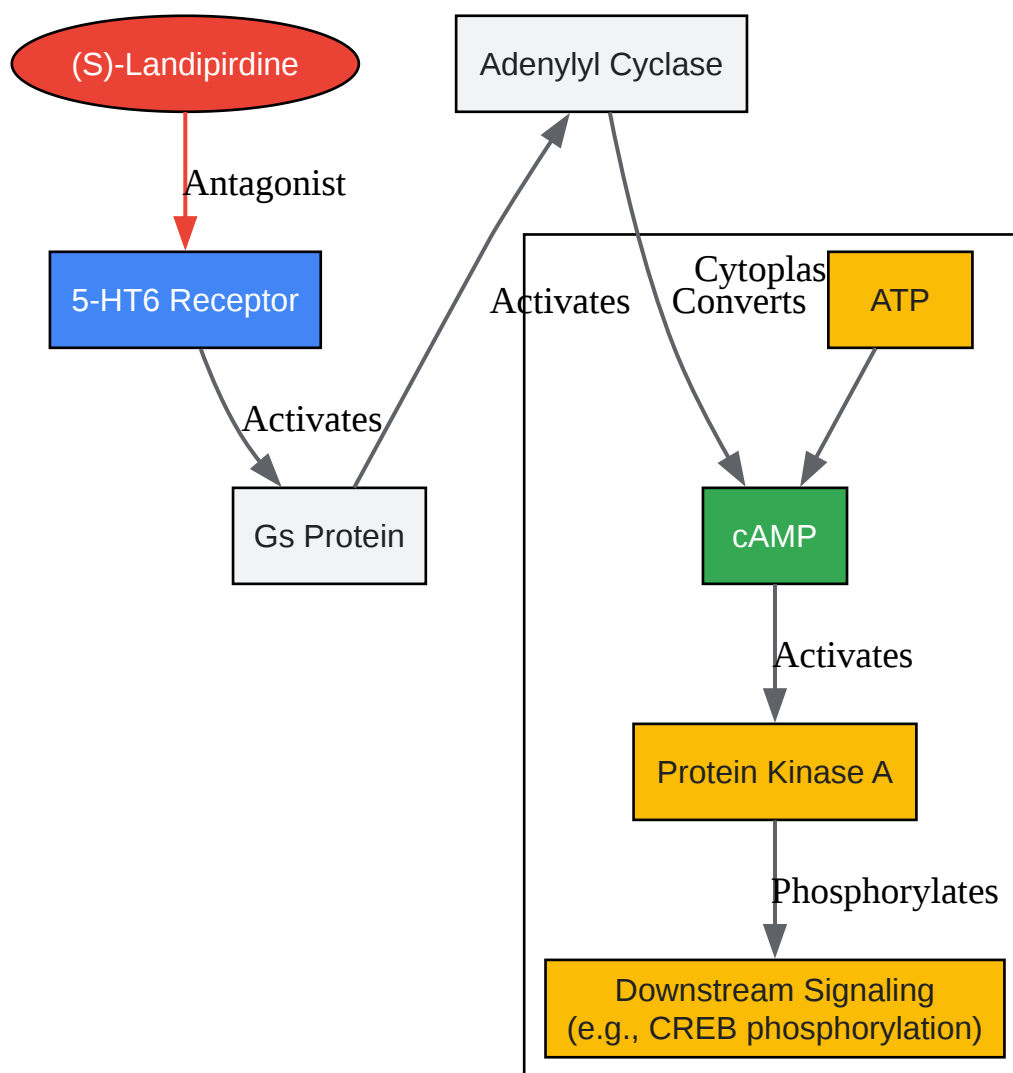 (S)-Landipirdine
Adenylyl Cyclase
Antagonist
5-HT6 Receptor
Activates
Cytoplas
Converts
ATP
Activates
Gs Protein
cAMP
Activates
Protein Kinase A
Phosphorylates
Downstream Signaling
(e.g., CREB phosphorylation)